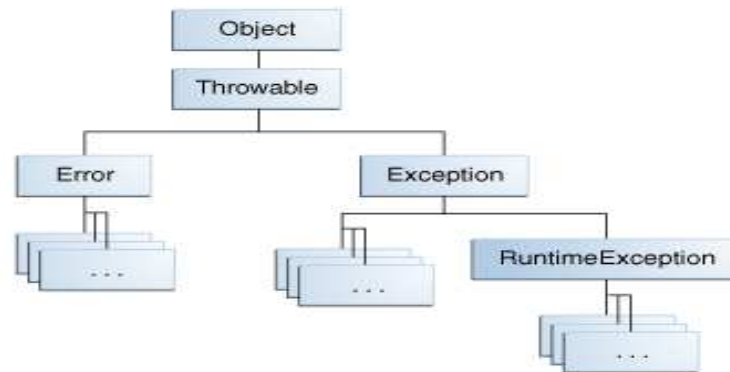 Object
Throwable
Error
Exception
...
...
RuntimeException
...